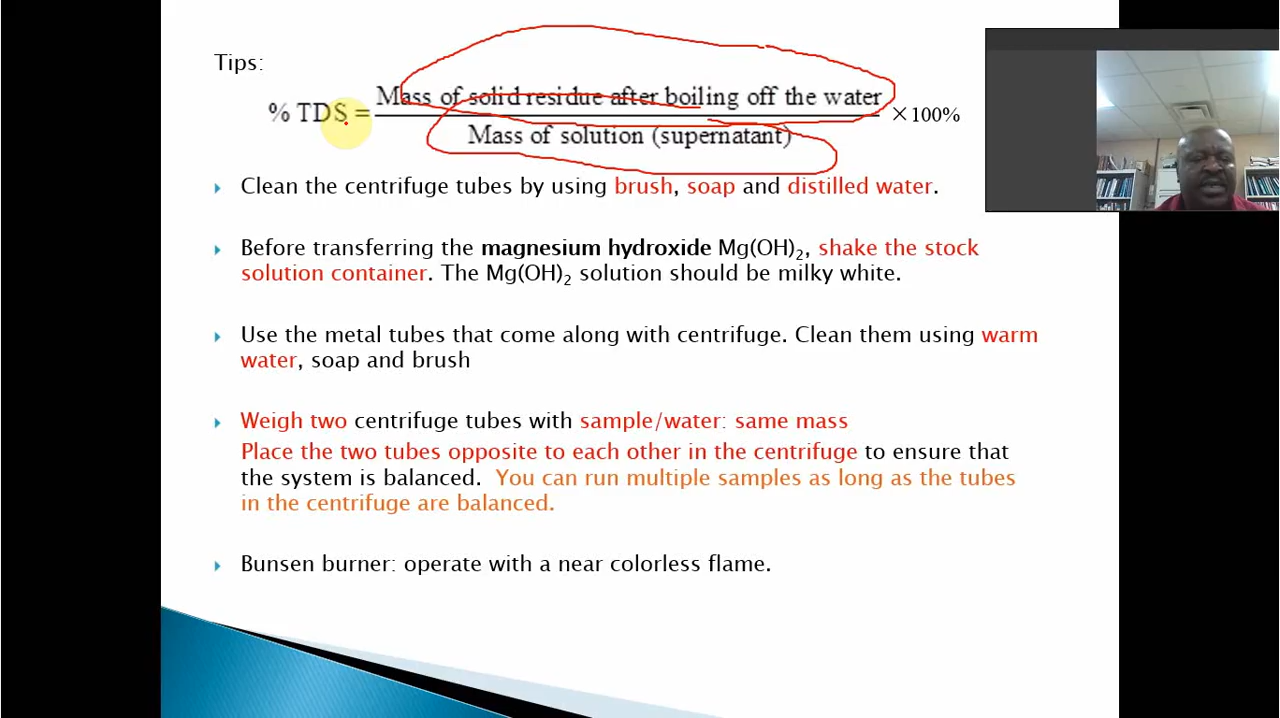 Tips:
Mass of solid residue after boiling off the water
% TDS = ×100%
Mass of solution (supernatant)
Clean the centrifuge tubes by using brush, soap and distilled water.
Before transferring the magnesium hydroxide Mg(OH)₂, shake the stock
solution container. The Mg(OH)₂ solution should be milky white.
Use the metal tubes that come along with centrifuge. Clean them using warm
water, soap and brush
Weigh two centrifuge tubes with sample/water: same mass
Place the two tubes opposite to each other in the centrifuge to ensure that
the system is balanced. You can run multiple samples as long as the tubes
in the centrifuge are balanced.
Bunsen burner: operate with a near colorless flame.